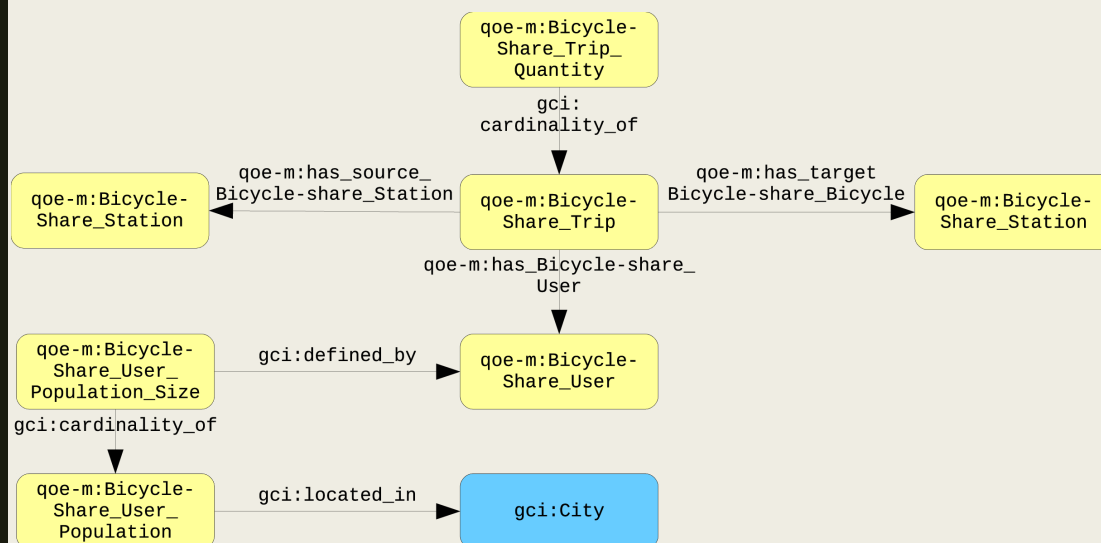 qoe-m:Bicycle-
Share_Trip_
Quantity
gci:
cardinality_of
qoe-m:has_source_
Bicycle-share_Station
qoe-m:has_target
Bicycle-share_Bicycle
qoe-m:Bicycle-
Share_Station
qoe-m:Bicycle-
Share_Trip
qoe-m:Bicycle-
Share_Station
qoe-m:has_Bicycle-share_
User
qoe-m:Bicycle-
Share_User_
Population_Size
gci:defined_by
qoe-m:Bicycle-
Share_User
gci:cardinality_of
qoe-m:Bicycle-
Share_User_
Population
gci:located_in
gci:City